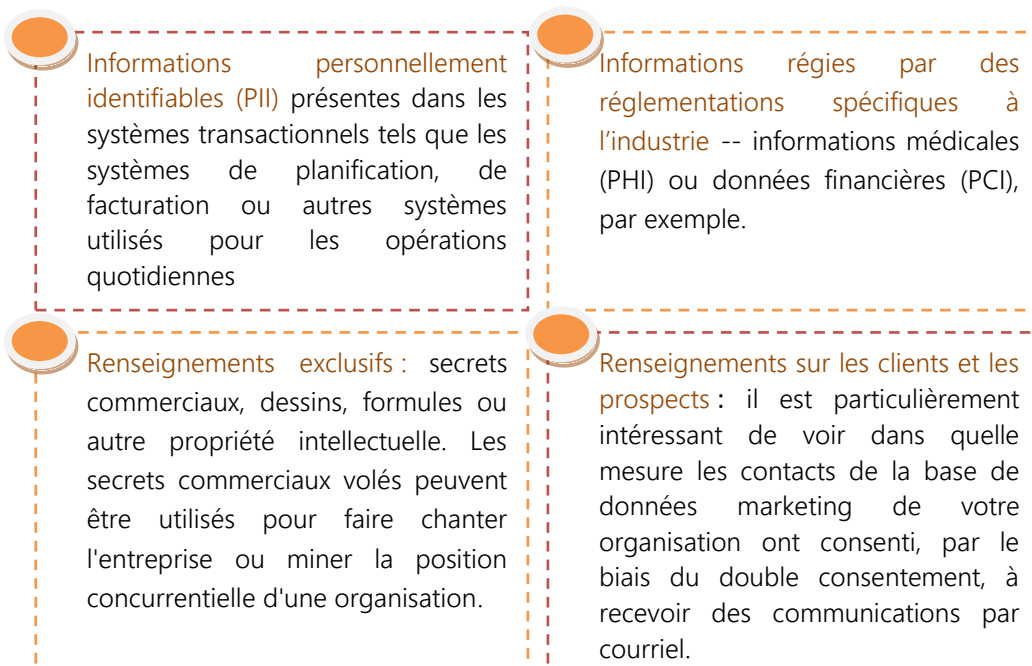 Informations personnellement
identifiables (PII) présentes dans les
systèmes transactionnels tels que les
systèmes de planification, de
facturation ou autres systèmes
utilisés pour les opérations
quotidiennes
Informations régies par des
réglementations spécifiques à
l’industrie -- informations médicales
(PHI) ou données financières (PCI),
par exemple.
Renseignements exclusifs : secrets
commerciaux, dessins, formules ou
autre propriété intellectuelle. Les
secrets commerciaux volés peuvent
être utilisés pour faire chanter
l'entreprise ou miner la position
concurrentielle d'une organisation.
Renseignements sur les clients et les
prospects : il est particulièrement
intéressant de voir dans quelle
mesure les contacts de la base de
données marketing de votre
organisation ont consenti, par le
biais du double consentement, à
recevoir des communications par
courriel.